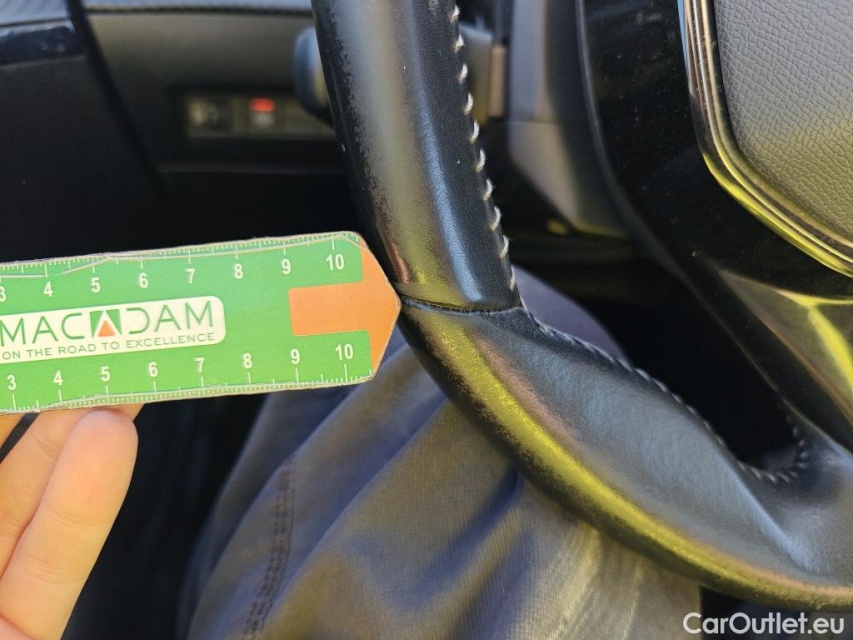 3 4 5 6 7 8 9 10
MACADAM
ON THE ROAD TO EXCELLENCE
3 4 5 6 7 8 9 10
CarOutlet.eu